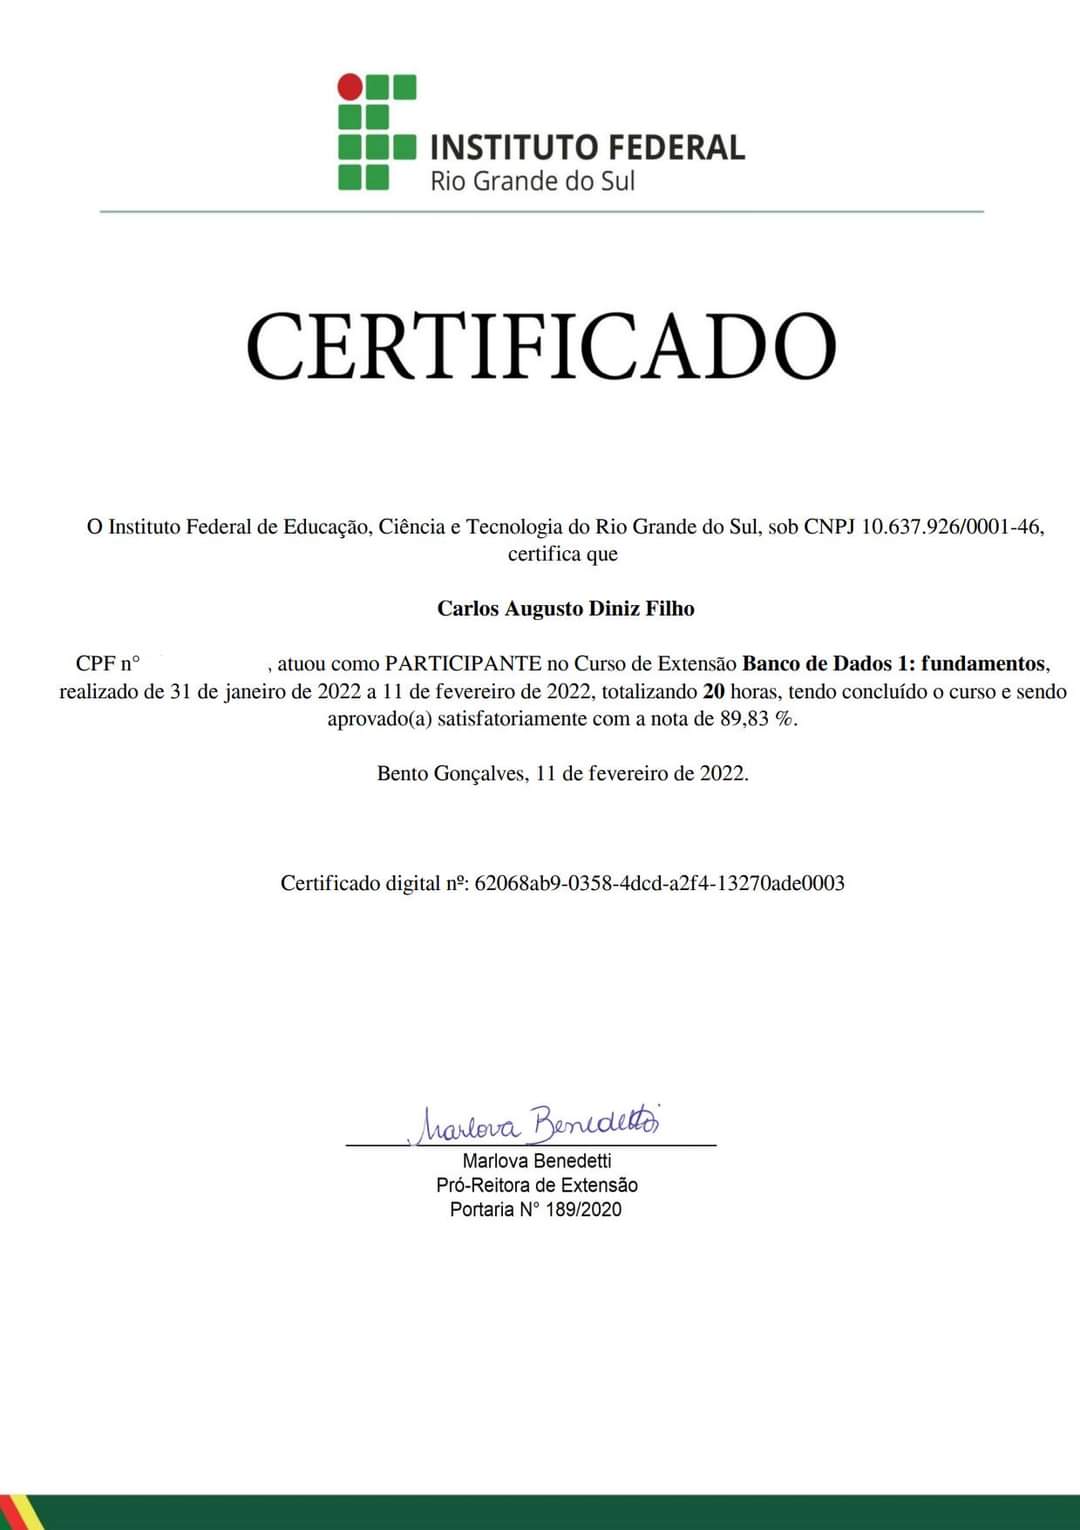 INSTITUTO FEDERAL
Rio Grande do Sul
CERTIFICADO
O Instituto Federal de Educação, Ciência e Tecnologia do Rio Grande do Sul, sob CNPJ 10.637.926/0001-46,
certifica que
Carlos Augusto Diniz Filho
CPF n° , atuou como PARTICIPANTE no Curso de Extensão Banco de Dados 1: fundamentos,
realizado de 31 de janeiro de 2022 a 11 de fevereiro de 2022, totalizando 20 horas, tendo concluído o curso e sendo
aprovado(a) satisfatoriamente com a nota de 89,83 %.
Bento Gonçalves, 11 de fevereiro de 2022.
Certificado digital nº: 62068ab9-0358-4dcd-a2f4-13270ade0003
Marlova Benedetti
Marlova Benedetti
Pró-Reitora de Extensão
Portaria N° 189/2020